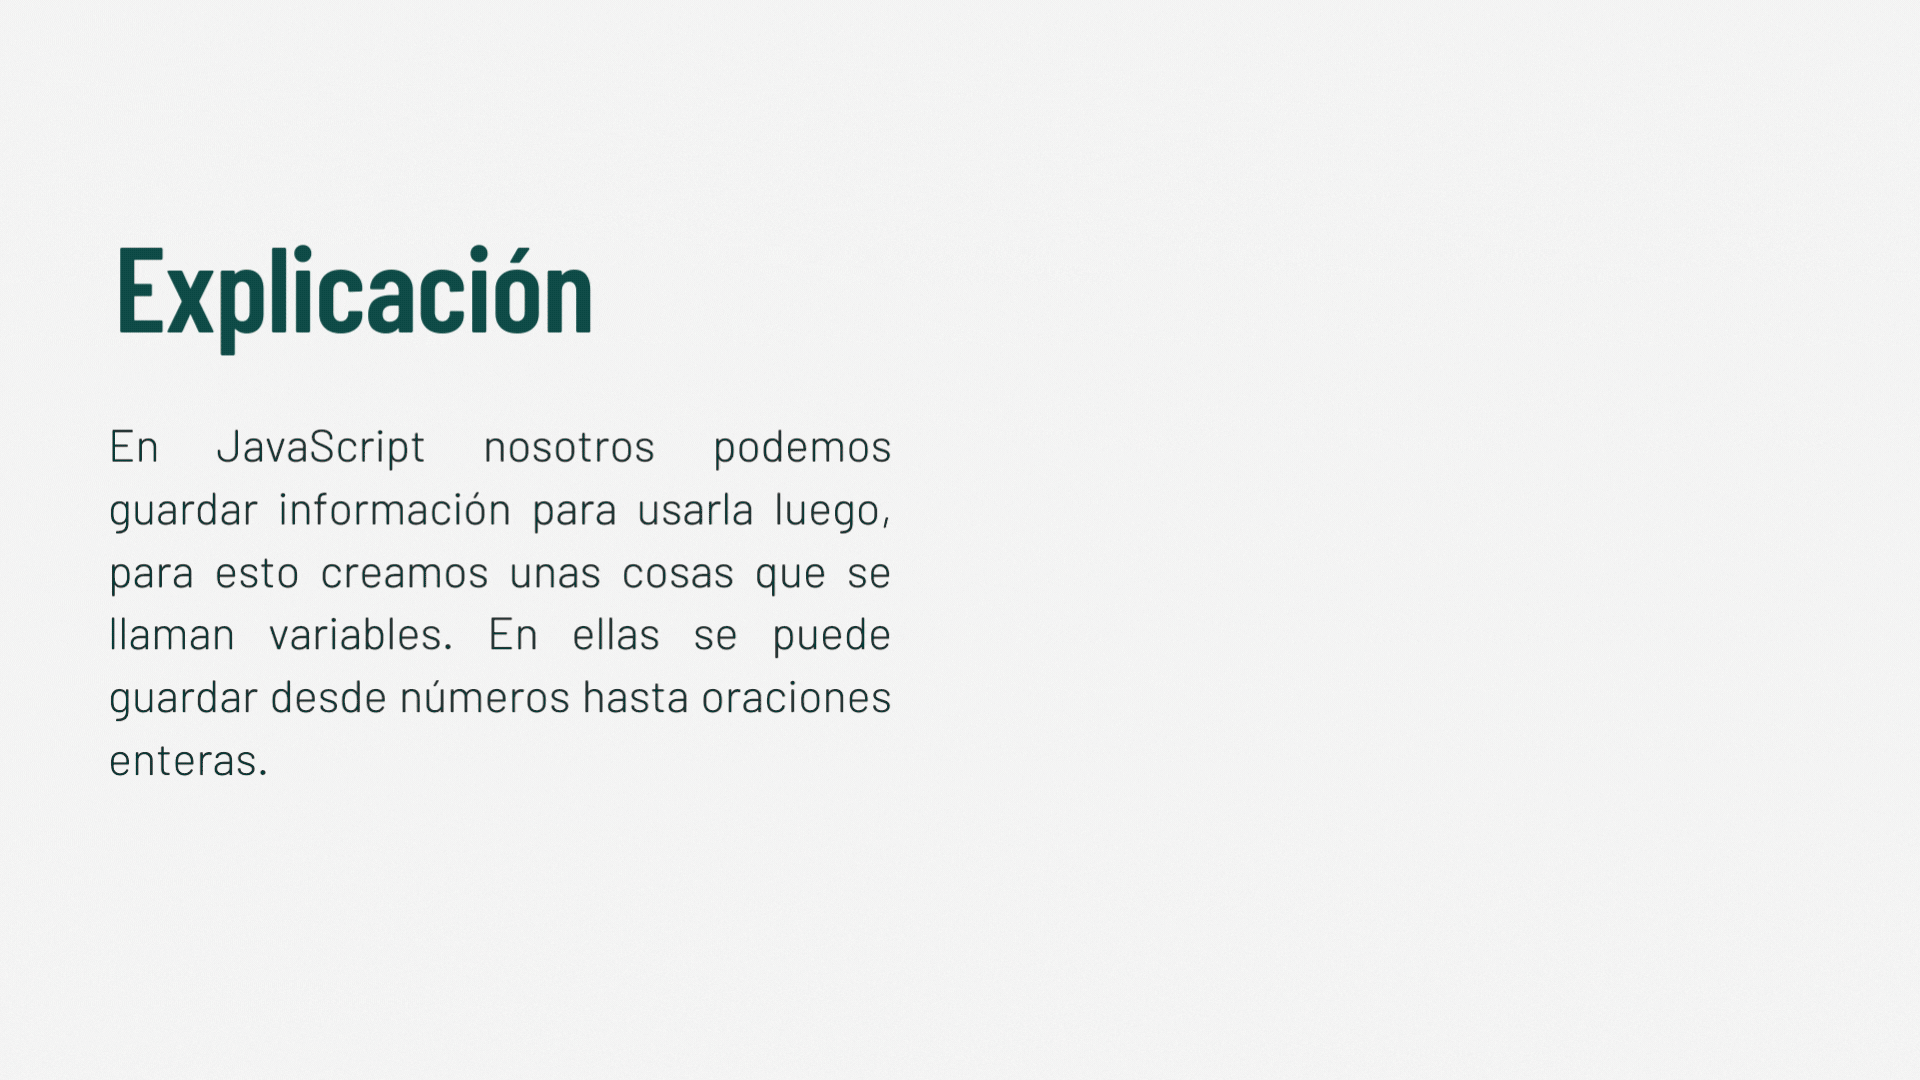 Explicación
En JavaScript nosotros podemos
guardar información para usarla luego,
para esto creamos unas cosas que se
llaman variables. En ellas se puede
guardar desde números hasta oraciones
enteras.